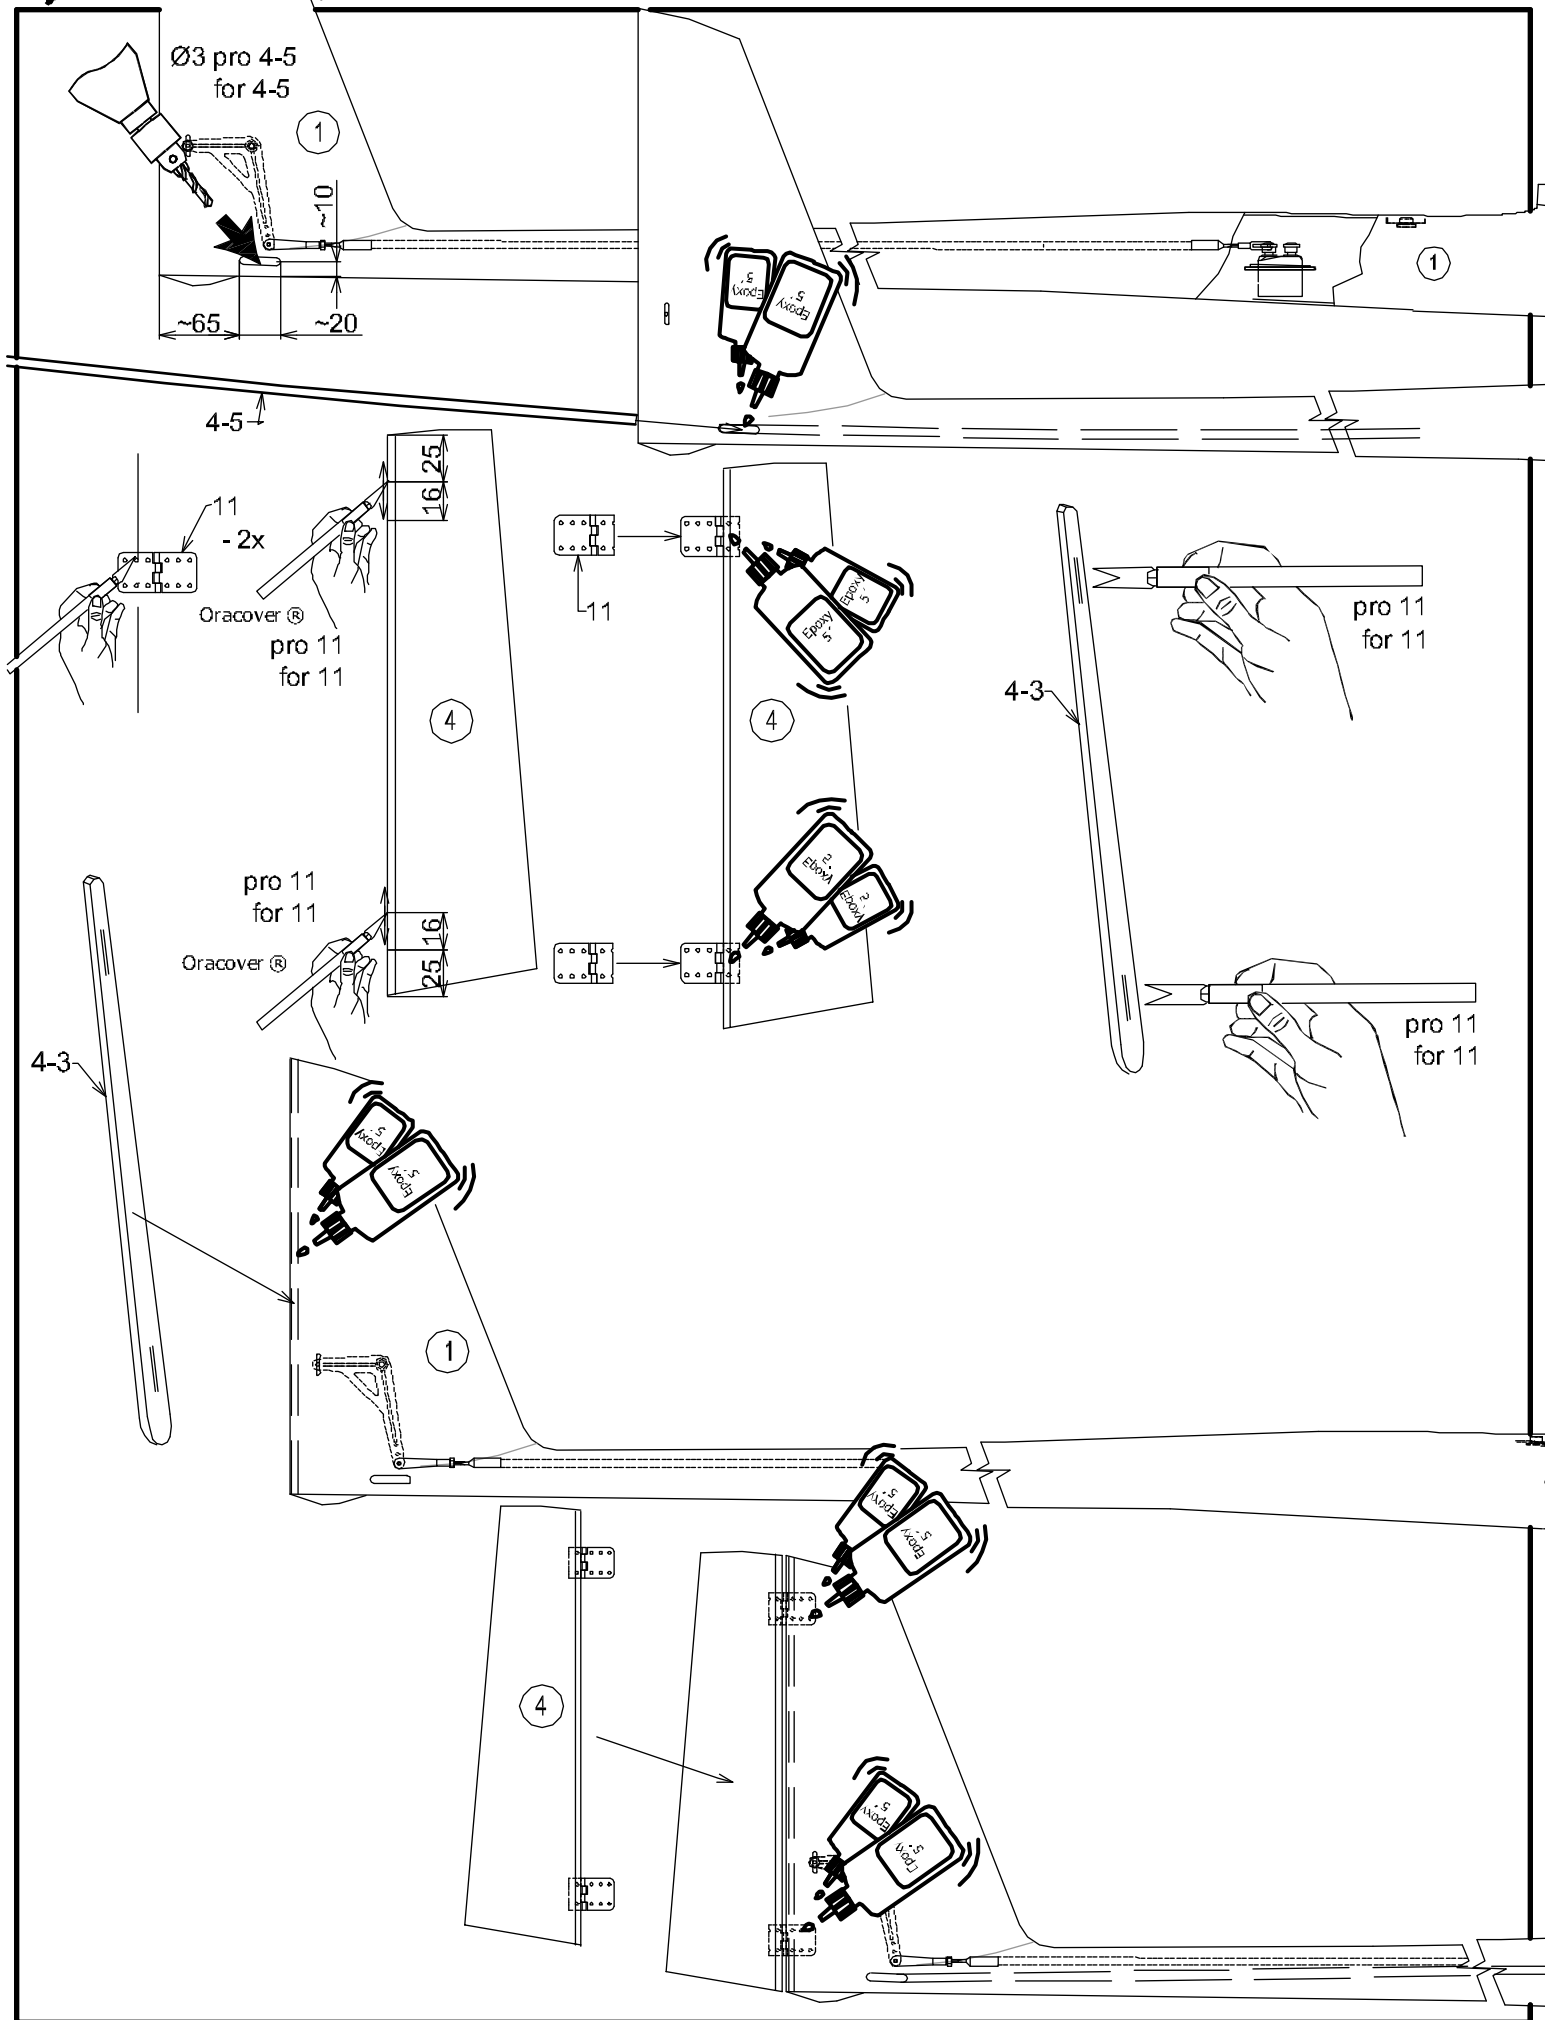 Ø3 pro 4-5
for 4-5
1
~10
~65
~20
1
Epoxy
5´
Epoxy
5´
4-5
11
- 2x
25
16
Oracover ®
pro 11
for 11
4
11
Epoxy
5´
Epoxy
5´
4
4-3
pro 11
for 11
pro 11
for 11
Oracover ®
16
25
Epoxy
5´
Epoxy
5´
pro 11
for 11
4-3
Epoxy
5´
Epoxy
5´
1
Epoxy
5´
Epoxy
5´
4
Epoxy
5´
Epoxy
5´